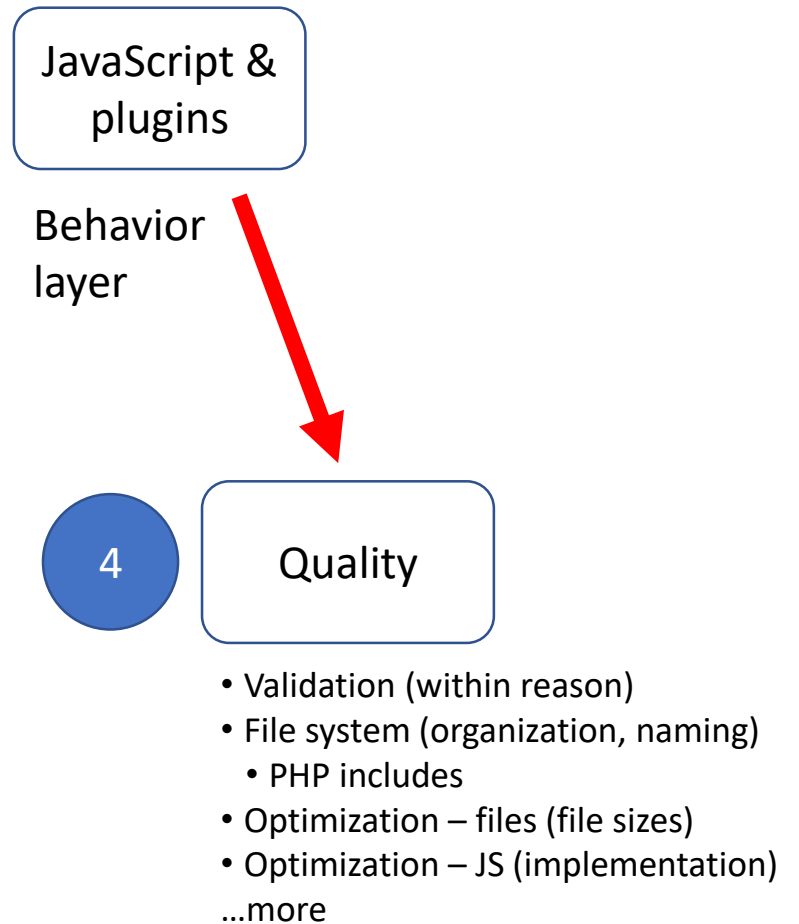 JavaScript &
plugins
Behavior
layer
4
Quality
• Validation (within reason)
• File system (organization, naming)
• PHP includes
• Optimization – files (file sizes)
• Optimization – JS (implementation)
...more